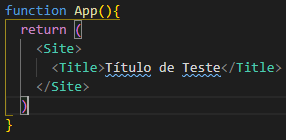 function App(){
  return (
    <Site>
      <Title>Título de Teste</Title>
    </Site>
  )
}